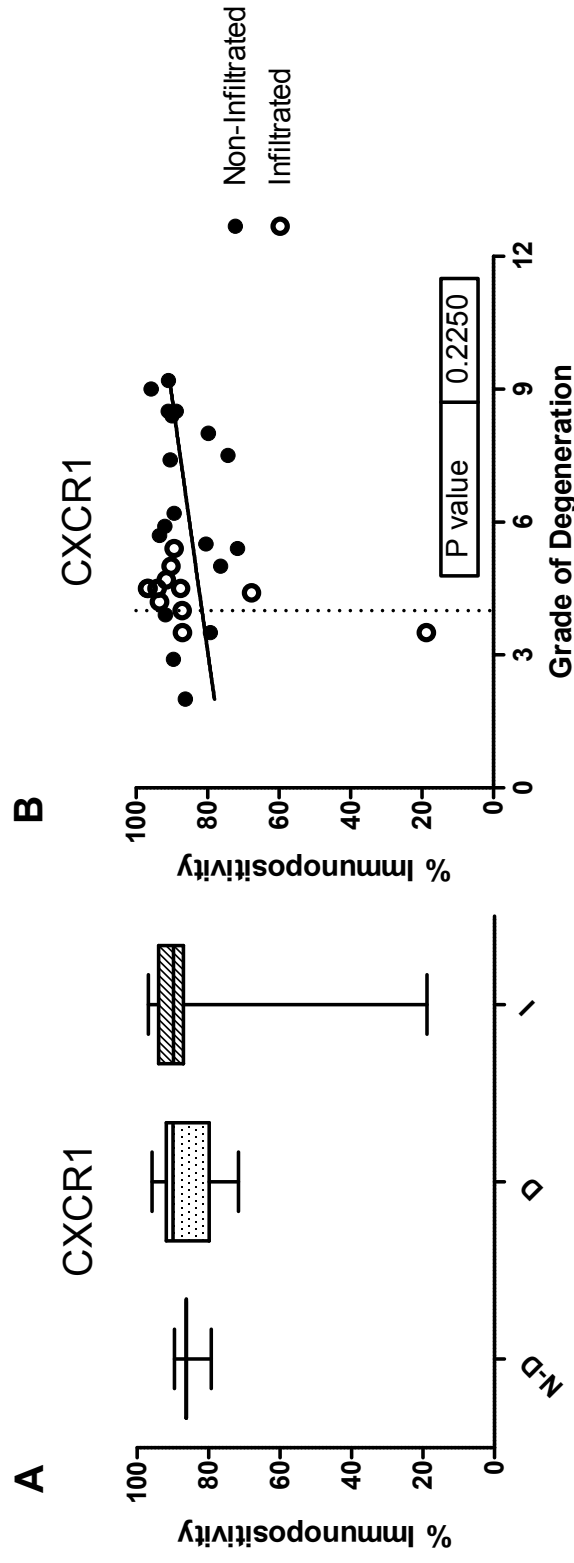 A
CXCR1
% Immunopositivity
100
80
60
40
20
0
N-D
D
I
B
CXCR1
% Immunopositivity
100
80
60
40
20
0
0
3
6
9
12
Grade of Degeneration
P value 0.2250
Non-Infiltrated
Infiltrated